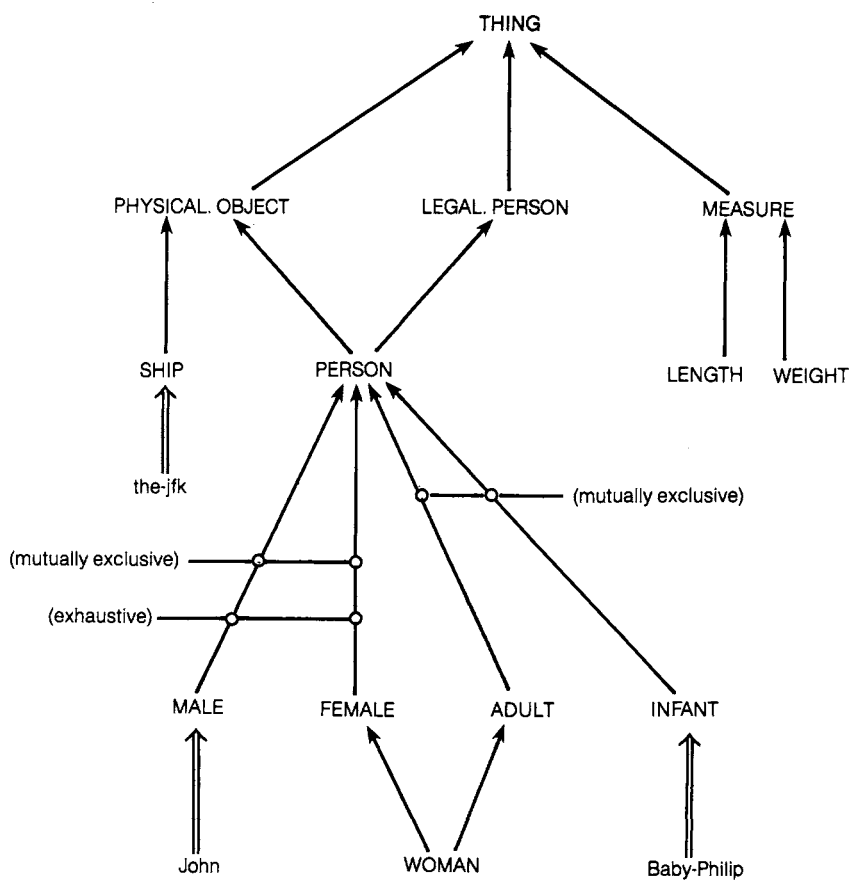 THING
PHYSICAL. OBJECT
LEGAL. PERSON
MEASURE
SHIP
PERSON
LENGTH
WEIGHT
the-jfk
(mutually exclusive)
(mutually exclusive)
(exhaustive)
MALE
FEMALE
ADULT
INFANT
John
WOMAN
Baby-Philip